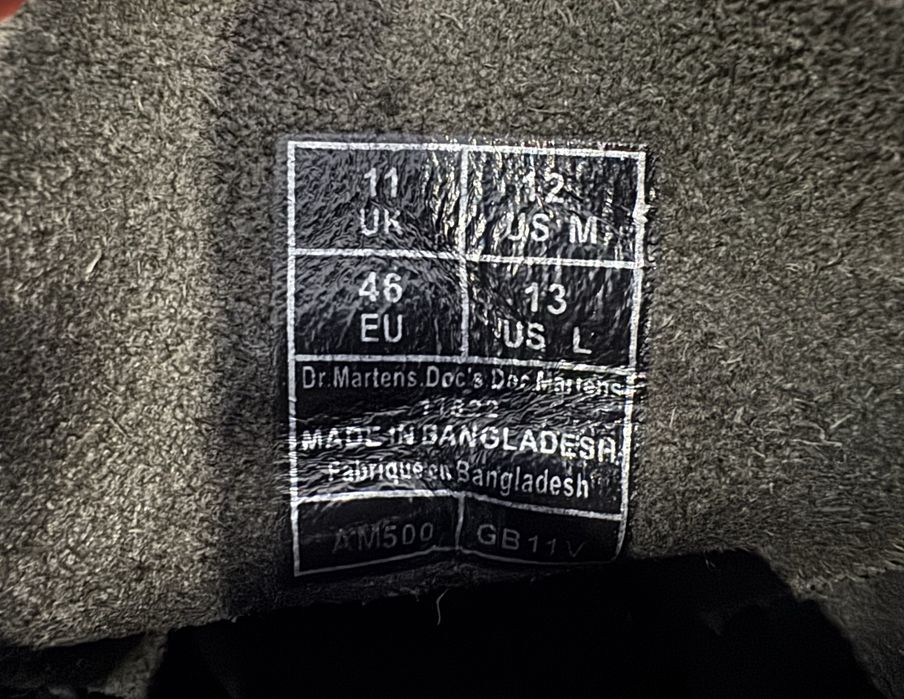 11
UK
12
US M
46
EU
13
US L
Dr.Martens.Doc's Doc Martens
11822
MADE IN BANGLADESH
Fabrique en Bangladesh
AM500
GB11V